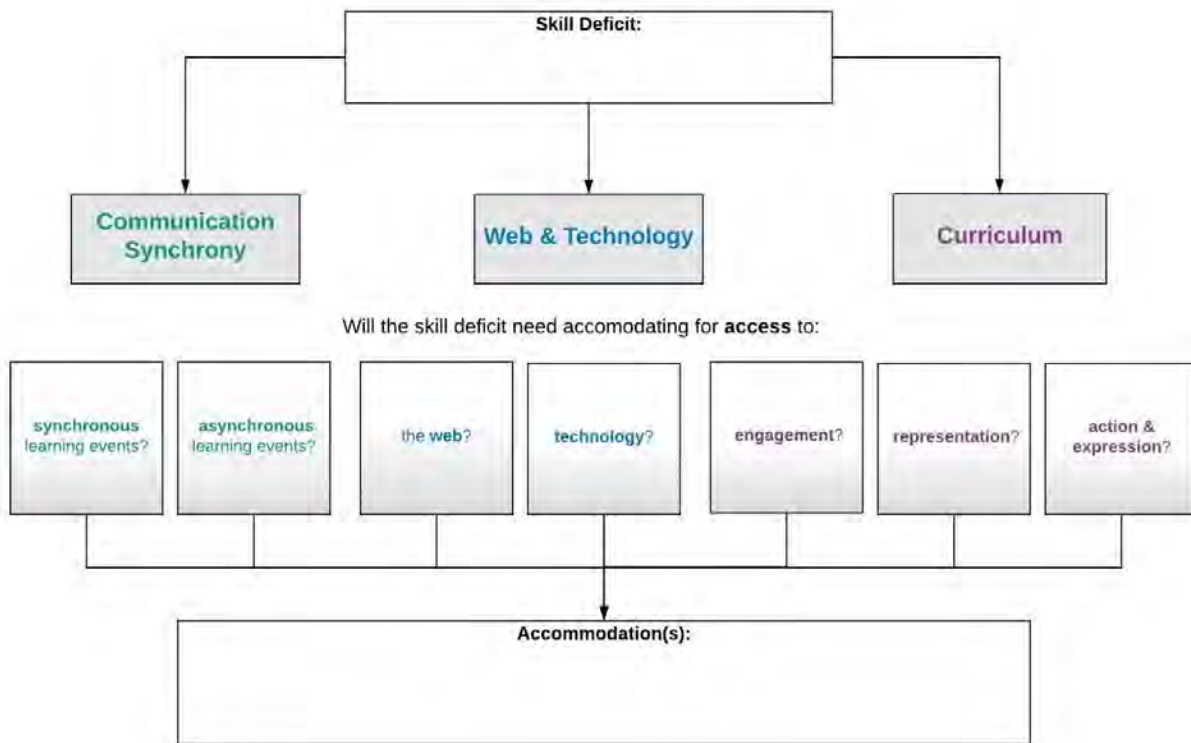 Skill Deficit:
Communication
Synchrony
Web & Technology
Curriculum
Will the skill deficit need accomodating for access to:
synchronous
learning events?
asynchronous
learning events?
the web?
technology?
engagement?
representation?
action &
expression?
Accommodation(s):